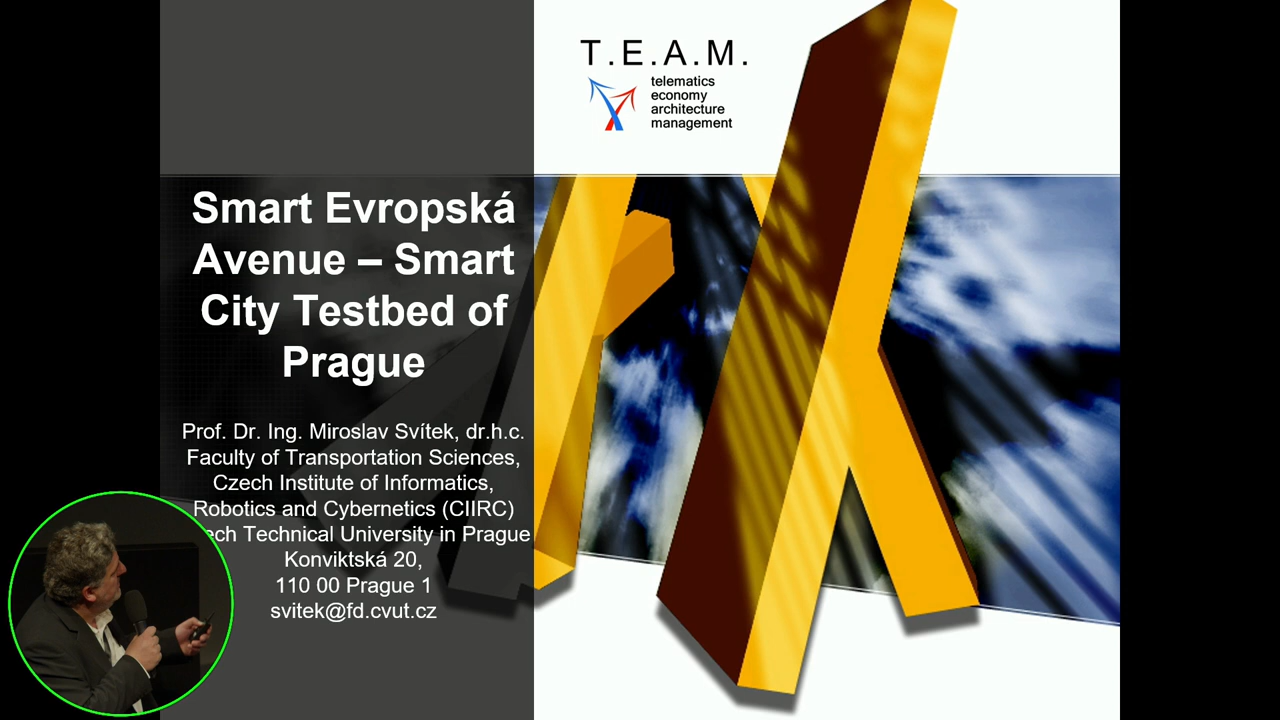 T.E.A.M.
telematics
economy
architecture
management
Smart Evropská
Avenue – Smart
City Testbed of
Prague
Prof. Dr. Ing. Miroslav Svítek, dr.h.c.
Faculty of Transportation Sciences,
Czech Institute of Informatics,
Robotics and Cybernetics (CIIRC)
Technical University in Prague
Konviktská 20,
110 00 Prague 1
svitek@fd.cvut.cz